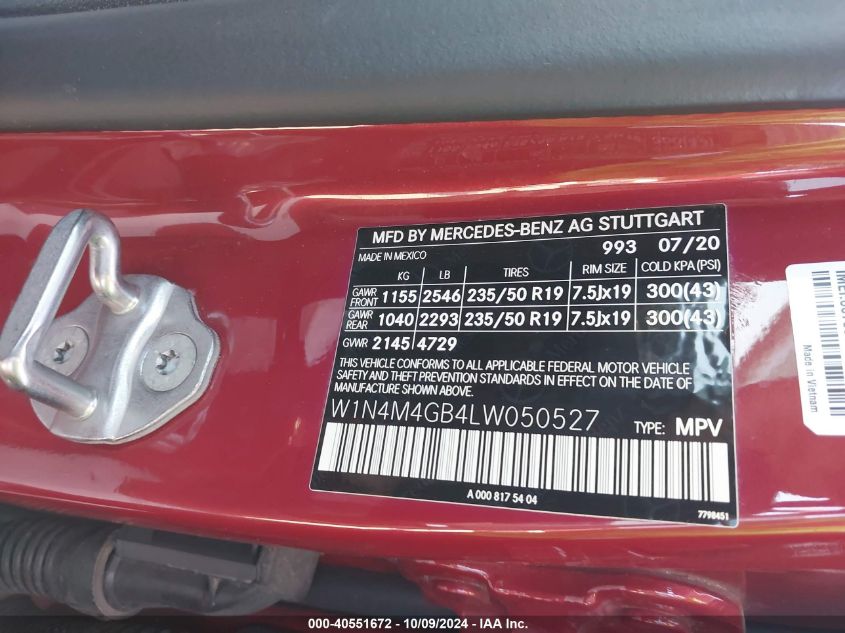 MFD BY MERCEDES-BENZ AG STUTTGART
MADE IN MEXICO 993 07/20
KG LB TIRES RIM SIZE COLD KPA (PSI)
GAWR FRONT 1155 2546 235/50 R19 7.5Jx19 300(43)
GAWR REAR 1040 2293 235/50 R19 7.5Jx19 300(43)
GVWR 2145 4729
THIS VEHICLE CONFORMS TO ALL APPLICABLE FEDERAL MOTOR VEHICLE
SAFETY, BUMPER, AND THEFT PREVENTION STANDARDS IN EFFECT ON THE DATE OF
MANUFACTURE SHOWN ABOVE.
W1N4M4GB4LW050527 TYPE: MPV
A 000 817 54 04
7798451
Made in Vietnam
000-40551672 - 10/09/2024 - IAA Inc.